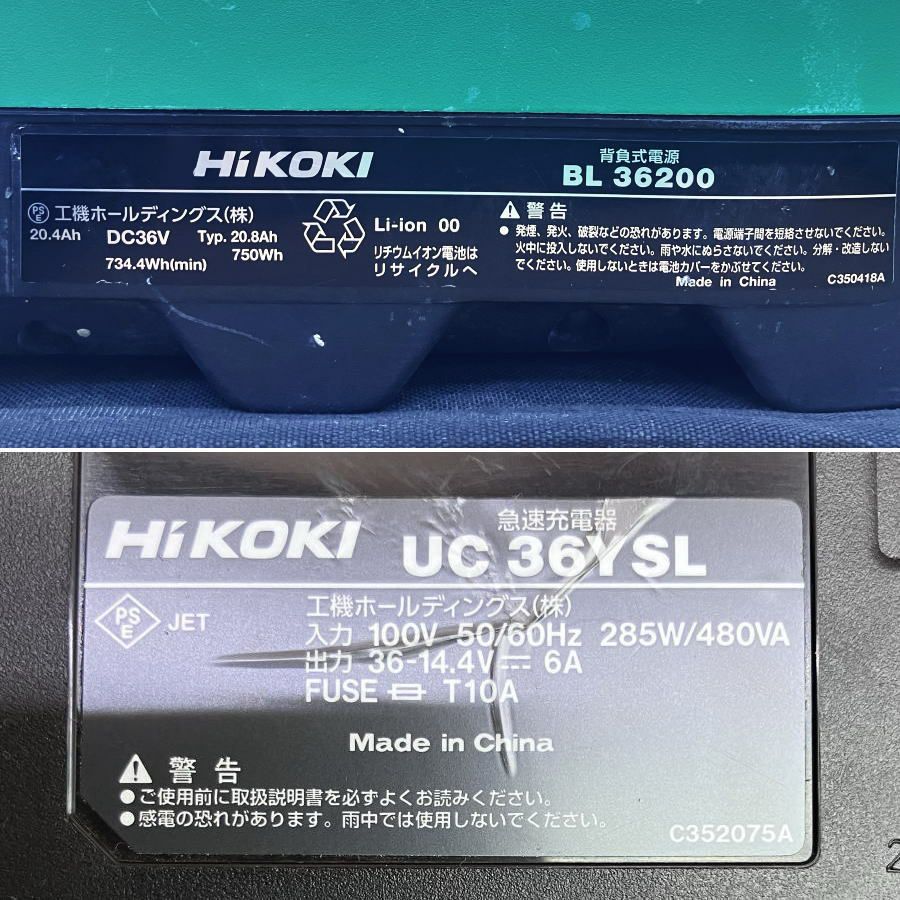 HiKOKI
背負式電源
BL 36200
PSE 工機ホールディングス(株)
20.4Ah DC36V Typ. 20.8Ah
734.4Wh(min) 750Wh
Li-ion 00
リチウムイオン電池は
リサイクルへ
警告
● 発煙、発火、破裂などの恐れがあります。電源端子間を短絡させないでください。
火中に投入しないでください。雨や水にぬらさないでください。分解・改造しない
でください。使用しないときは電池カバーをかぶせてください。
Made in China C350418A
HiKOKI
急速充電器
UC 36YSL
PSE JET
工機ホールディングス(株)
入力 100V 50/60Hz 285W/480VA
出力 36-14.4V⎓ 6A
FUSE T10A
Made in China
警告
●ご使用前に取扱説明書を必ずよくお読みください。
●感電の恐れがあります。雨中では使用しないでください。
C352075A